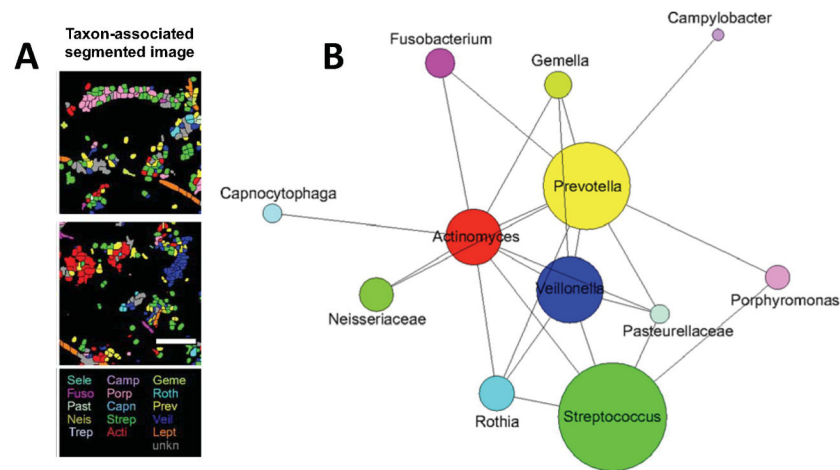 Taxon-associated
segmented image
A
B
Campylobacter
Fusobacterium
Gemella
Prevotella
Capnocytophaga
Actinomyces
Veillonella
Neisseriaceae
Porphyromonas
Pasteurellaceae
Rothia
Streptococcus
Sele Camp Geme
Fuso Porp Roth
Past Capn Prev
Neis Strep Veil
Trep Acti Lept
unkn